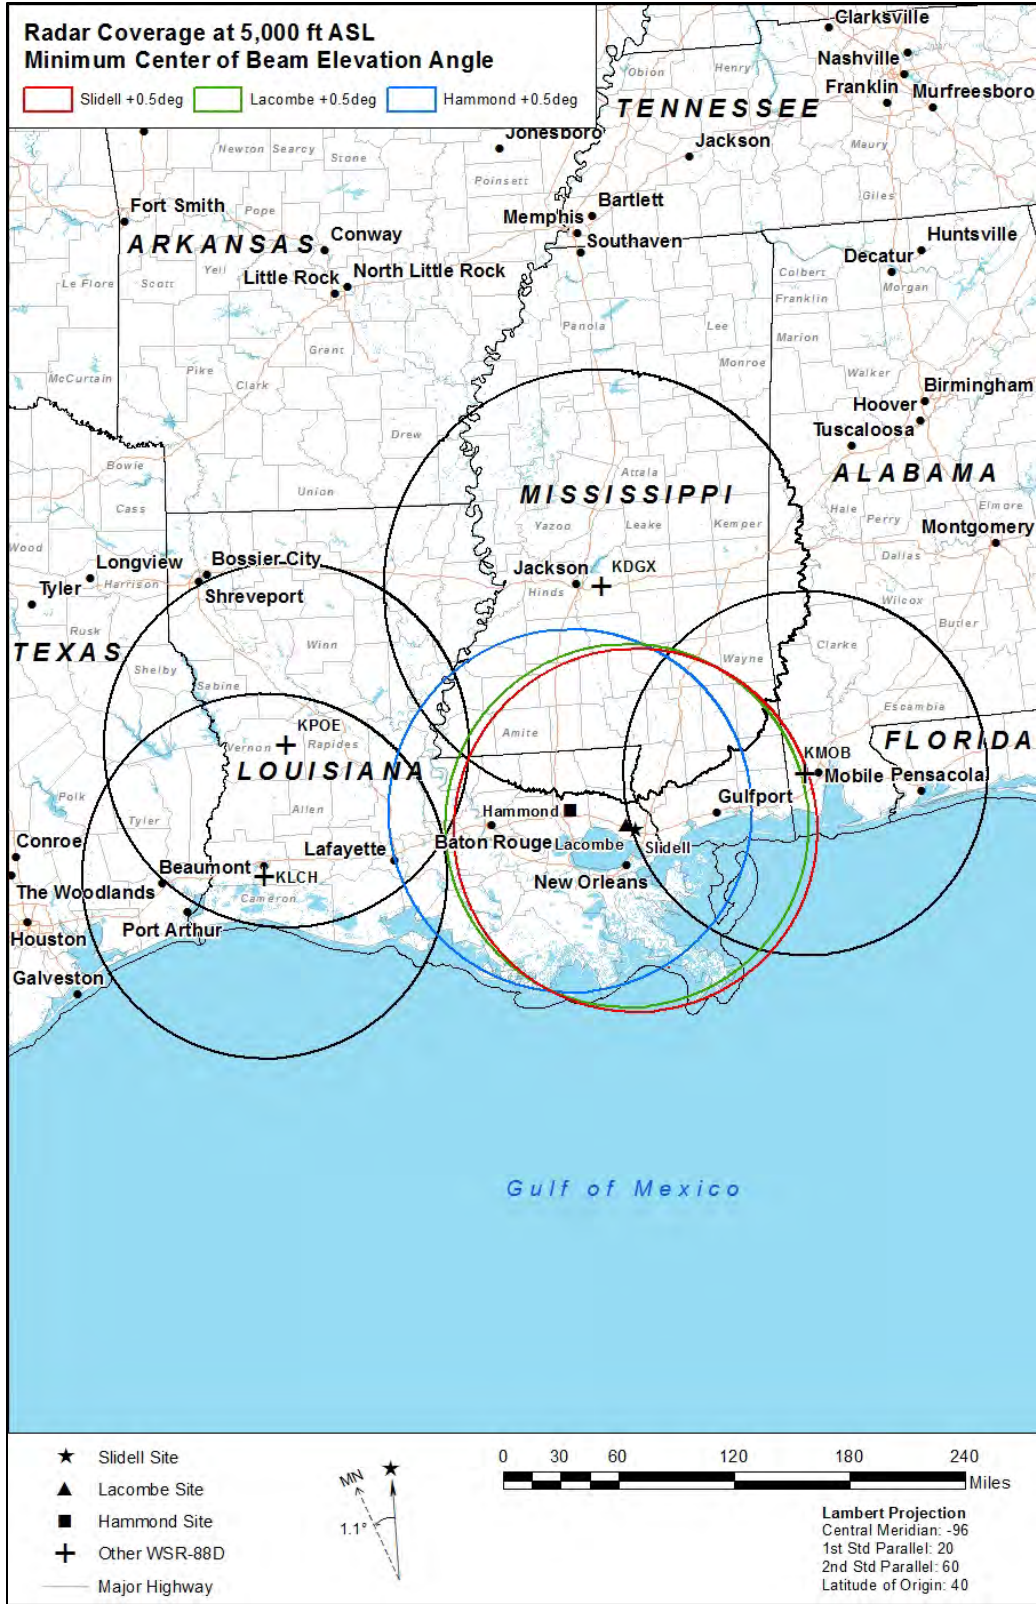 Radar Coverage at 5,000 ft ASL
Minimum Center of Beam Elevation Angle
Slidell +0.5deg Lacombe +0.5deg Hammond +0.5deg
Clarksville
Nashville
Franklin
Murfreesboro
Obion
Henry
TENNESSEE
Jonesboro
Jackson
Maury
Giles
Newton Searcy
Stone
Poinsett
Fort Smith
Pope
Bartlett
Memphis
Southaven
Huntsville
Decatur
Morgan
Colbert
Franklin
ARKANSAS
Conway
Yell
Scott
Le Flore
Little Rock
North Little Rock
Panola
Lee
Marion
Monroe
Walker
Grant
Pike
Clark
McCurtain
Birmingham
Hoover
Tuscaloosa
Drew
Bowie
Cass
Union
Attala
ALABAMA
MISSISSIPPI
Hale
Perry
Elmore
Yazoo
Leake
Kemper
Montgomery
Wood
Longview
Bossier City
Dallas
Harrison
Shreveport
Tyler
Jackson
KDGX
Hinds
Wilcox
Butler
Rusk
TEXAS
Winn
Shelby
Sabine
Wayne
Clarke
Escambia
KPOE
Vernon
Rapides
Amite
FLORIDA
LOUISIANA
KMOB
Mobile
Pensacola
Polk
Tyler
Allen
Hammond
Gulfport
Conroe
Lafayette
Baton Rouge
Lacombe
Slidell
Beaumont
KLCH
The Woodlands
Cameron
New Orleans
Port Arthur
Houston
Galveston
Gulf of Mexico
Slidell Site
Lacombe Site
Hammond Site
Other WSR-88D
Major Highway
MN
1.1°
0 30 60 120 180 240
Miles
Lambert Projection
Central Meridian: -96
1st Std Parallel: 20
2nd Std Parallel: 60
Latitude of Origin: 40